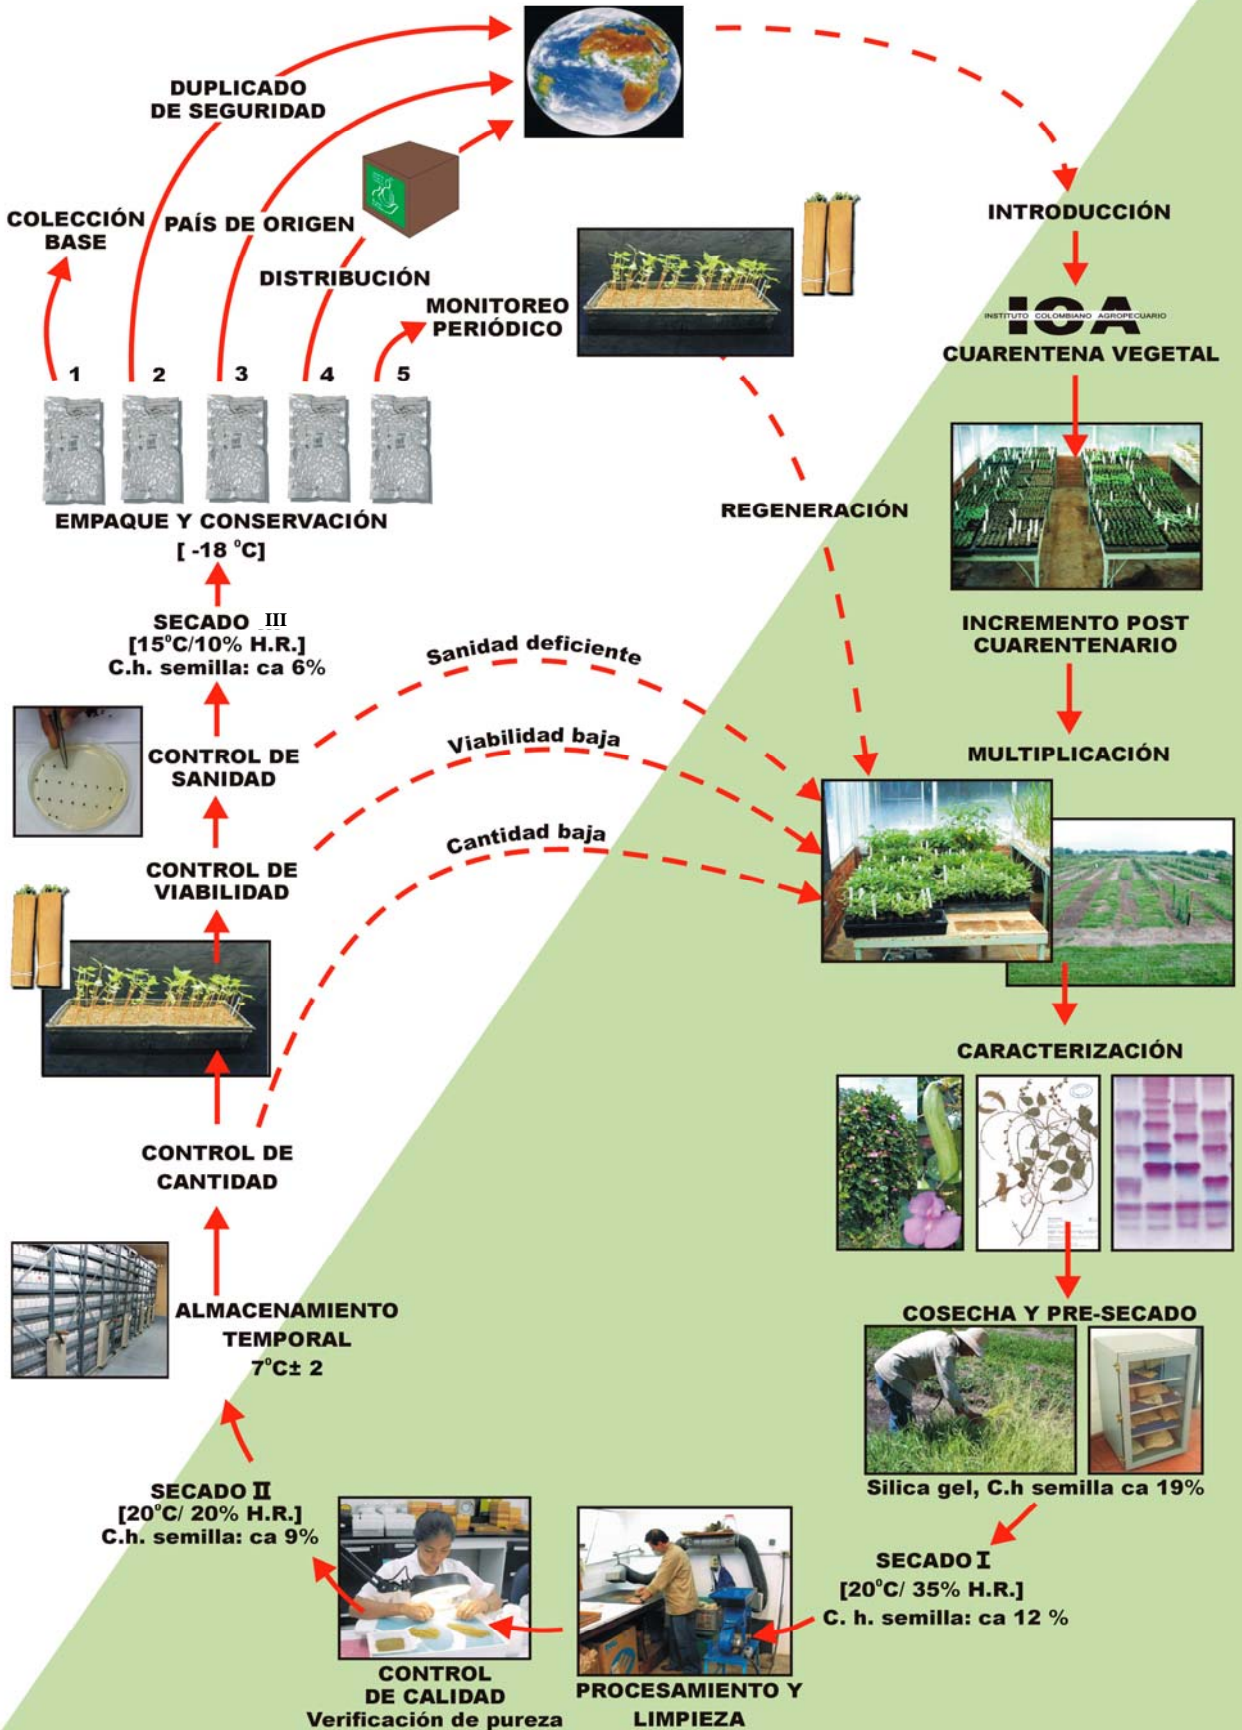 DUPLICADO
DE SEGURIDAD
COLECCIÓN
BASE
PAÍS DE ORIGEN
DISTRIBUCIÓN
MONITOREO
PERIÓDICO
1 2 3 4 5
EMPAQUE Y CONSERVACIÓN
[ -18 °C]
SECADO III
[15°C/10% H.R.]
C.h. semilla: ca 6%
CONTROL DE
SANIDAD
CONTROL DE
VIABILIDAD
CONTROL DE
CANTIDAD
ALMACENAMIENTO
TEMPORAL
7°C± 2
SECADO II
[20°C/ 20% H.R.]
C.h. semilla: ca 9%
CONTROL
DE CALIDAD
Verificación de pureza
PROCESAMIENTO Y
LIMPIEZA
SECADO I
[20°C/ 35% H.R.]
C. h. semilla: ca 12 %
Silica gel, C.h semilla ca 19%
COSECHA Y PRE-SECADO
CARACTERIZACIÓN
MULTIPLICACIÓN
INCREMENTO POST
CUARENTENARIO
CUARENTENA VEGETAL
ICA
INSTITUTO COLOMBIANO AGROPECUARIO
INTRODUCCIÓN
REGENERACIÓN
Sanidad deficiente
Viabilidad baja
Cantidad baja